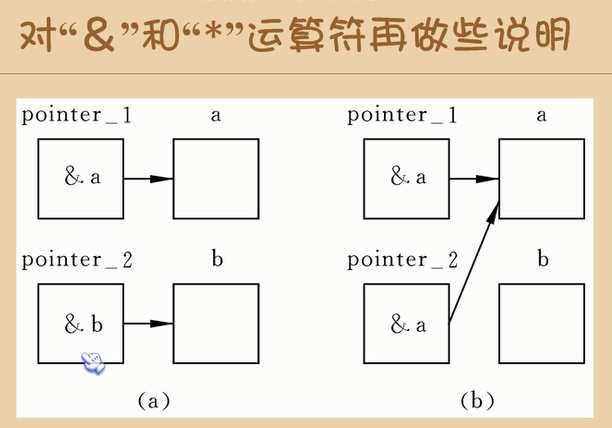 对“&”和“*”运算符再做些说明
pointer_1 a pointer_1 a
&a &a
pointer_2 b pointer_2 b
&b &a
(a) (b)